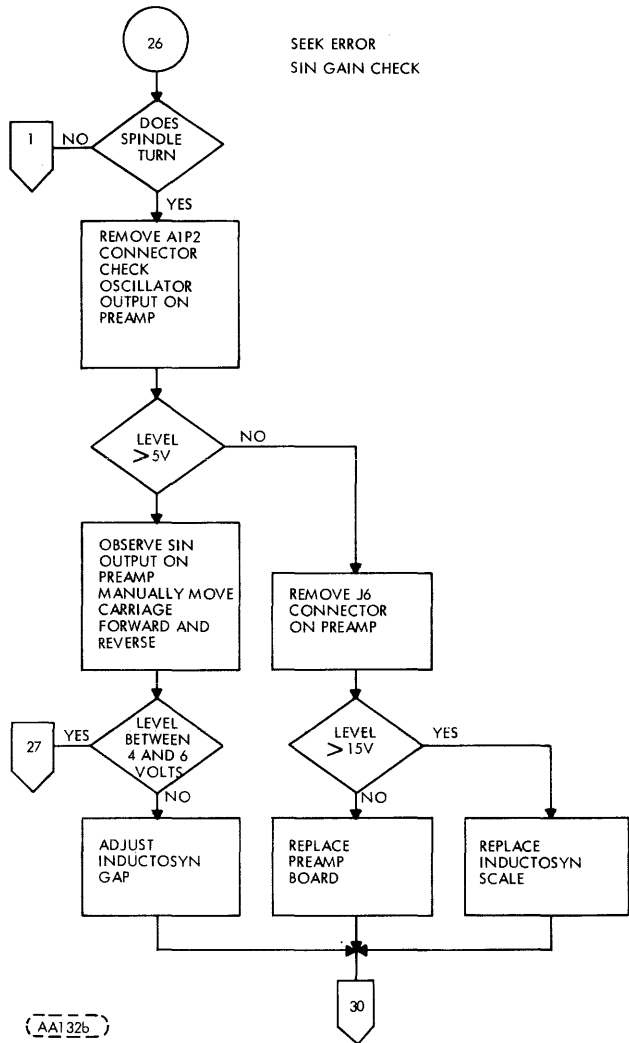 26
SEEK ERROR
SIN GAIN CHECK
DOES
SPINDLE
TURN
NO
1
YES
REMOVE A1P2
CONNECTOR
CHECK
OSCILLATOR
OUTPUT ON
PREAMP
LEVEL
> 5V
NO
OBSERVE SIN
OUTPUT ON
PREAMP
MANUALLY MOVE
CARRIAGE
FORWARD AND
REVERSE
REMOVE J6
CONNECTOR
ON PREAMP
LEVEL
BETWEEN
4 AND 6
VOLTS
YES
27
NO
LEVEL
> 15V
YES
NO
ADJUST
INDUCTOSYN
GAP
REPLACE
PREAMP
BOARD
REPLACE
INDUCTOSYN
SCALE
30
AA132b